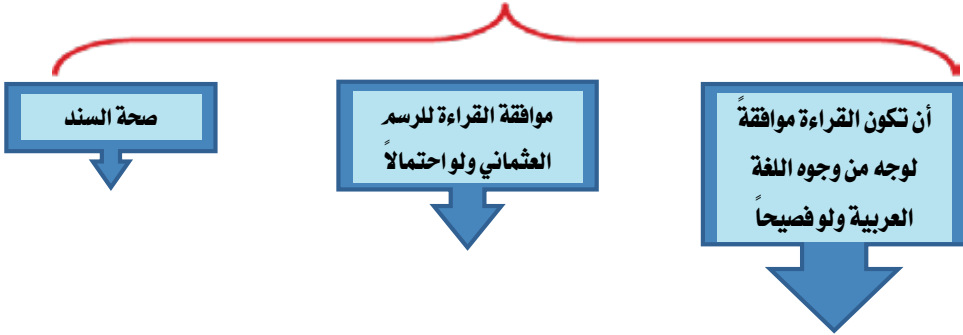 أن تكون القراءة موافقةً
لوجه من وجوه اللغة
العربية ولو فصيحاً
موافقة القراءة للرسم
العثماني ولو احتمالاً
صحة السند